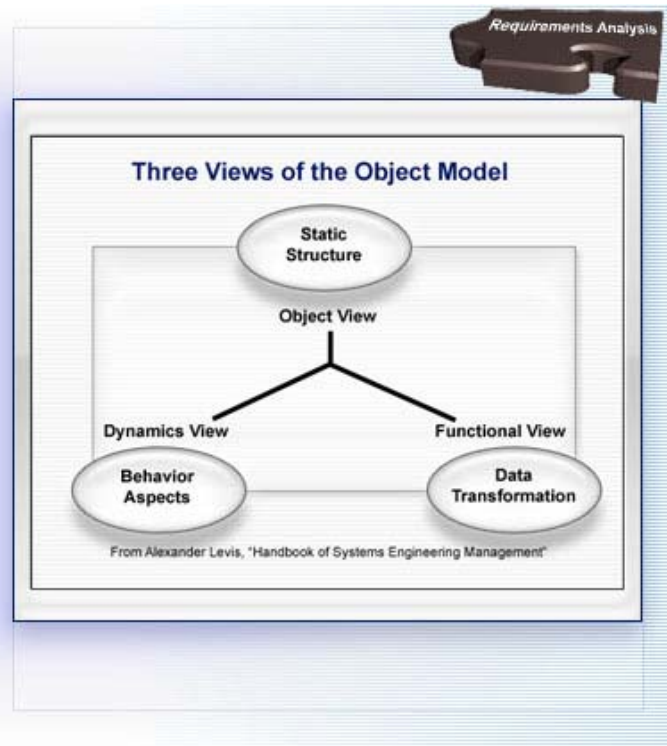 Requirements Analysis
Three Views of the Object Model
Static
Structure
Object View
Dynamics View
Functional View
Behavior
Aspects
Data
Transformation
From Alexander Levis, "Handbook of Systems Engineering Management"